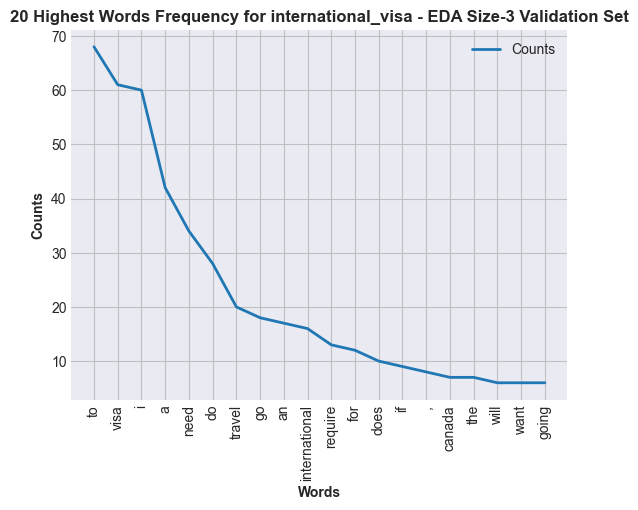 20 Highest Words Frequency for international_visa - EDA Size-3 Validation Set
Counts
70
60
50
40
30
20
10
Counts
to
visa
i
a
need
do
travel
go
an
international
require
for
does
if
,
canada
the
will
want
going
Words